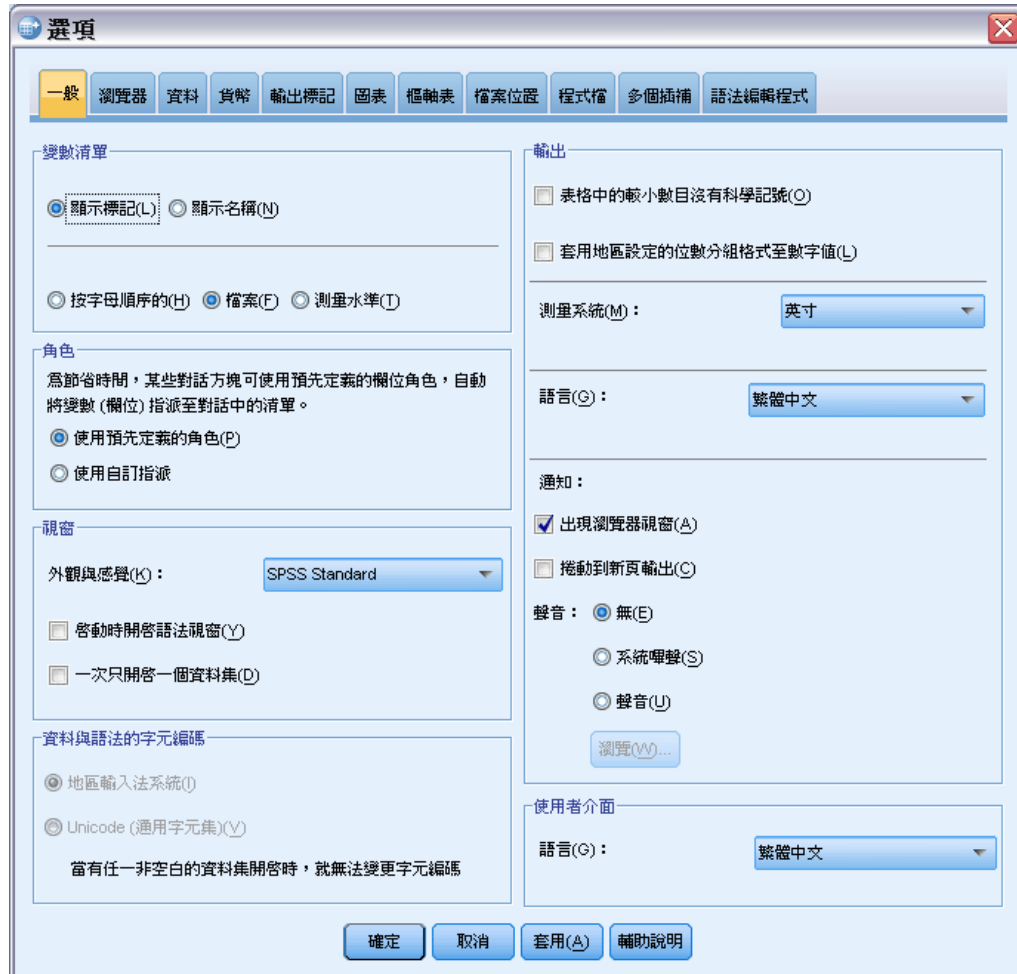 選項
一般 瀏覽器 資料 貨幣 輸出標記 圖表 樞軸表 檔案位置 程式檔 多個插補 語法編輯程式
變數清單
顯示標記(L) 顯示名稱(N)
按字母順序的(H) 檔案(F) 測量水準(T)
角色
為節省時間，某些對話方塊可使用預先定義的欄位角色，自動
將變數 (欄位) 指派至對話中的清單。
使用預先定義的角色(P)
使用自訂指派
視窗
外觀與感覺(K)： SPSS Standard
啟動時開啟語法視窗(Y)
一次只開啟一個資料集(D)
資料與語法的字元編碼
地區輸入法系統(I)
Unicode (通用字元集)(V)
當有任一非空白的資料集開啟時，就無法變更字元編碼
輸出
表格中的較小數目沒有科學記號(O)
套用地區設定的位數分組格式至數字值(L)
測量系統(M)： 英寸
語言(G)： 繁體中文
通知：
出現瀏覽器視窗(A)
捲動到新頁輸出(C)
聲音： 無(E)
系統嗶聲(S)
聲音(U)
瀏覽(W)...
使用者介面
語言(G)： 繁體中文
確定 取消 套用(A) 輔助說明